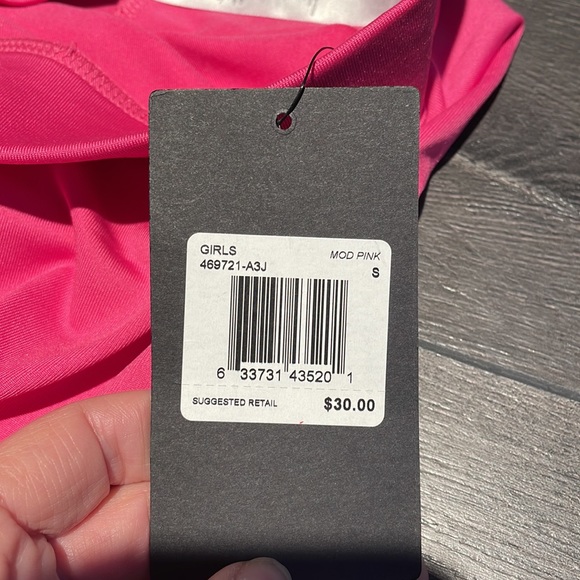 GIRLS MOD PINK
469721-A3J S
6 33731 43520 1
SUGGESTED RETAIL $30.00